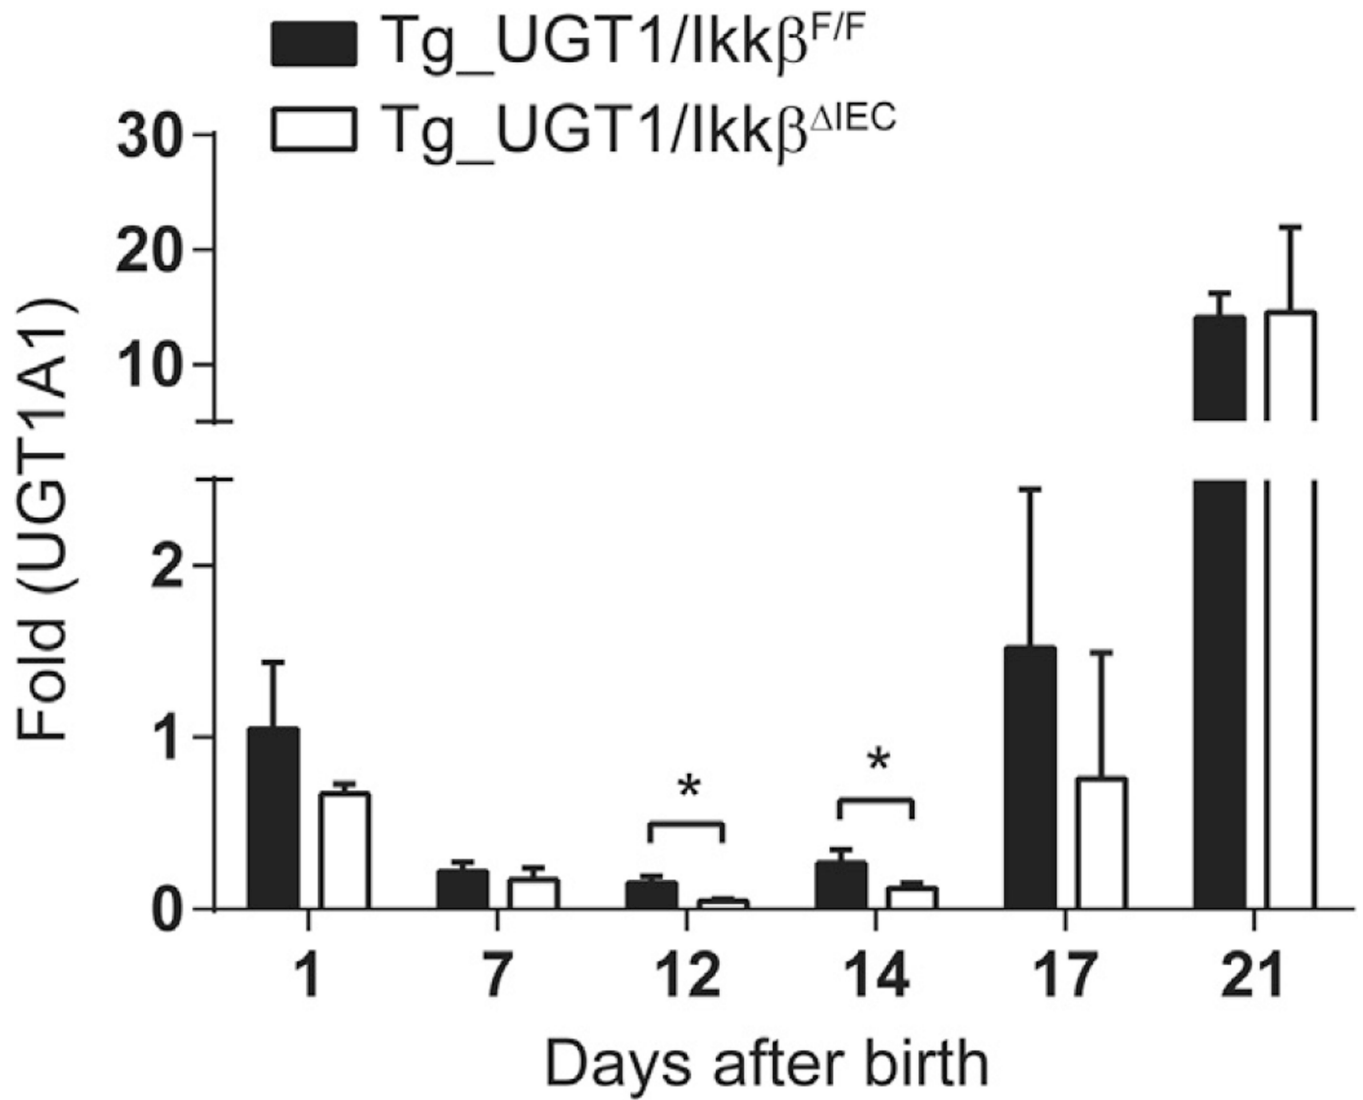 Tg_UGT1/Ikkβ^F/F
Tg_UGT1/Ikkβ^ΔIEC
30
20
10
2
1
0
Fold (UGT1A1)
*
*
1 7 12 14 17 21
Days after birth